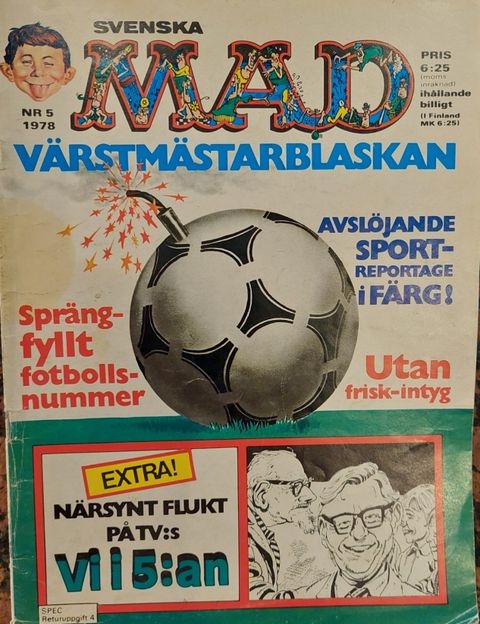 SVENSKA
MAD
NR 5
1978
PRIS
6:25
(moms
inräknad)
ihållande
billigt
(I Finland
MK 6:25)
VÄRSTMÄSTARBLASKAN
AVSLÖJANDE
SPORT-
REPORTAGE
i FÄRG!
Spräng-
fyllt
fotbolls-
nummer
Utan
frisk-intyg
EXTRA!
NÄRSYNT FLUKT
PÅ TV:s
Vi i 5:an
SPEC
Returuppgift 4